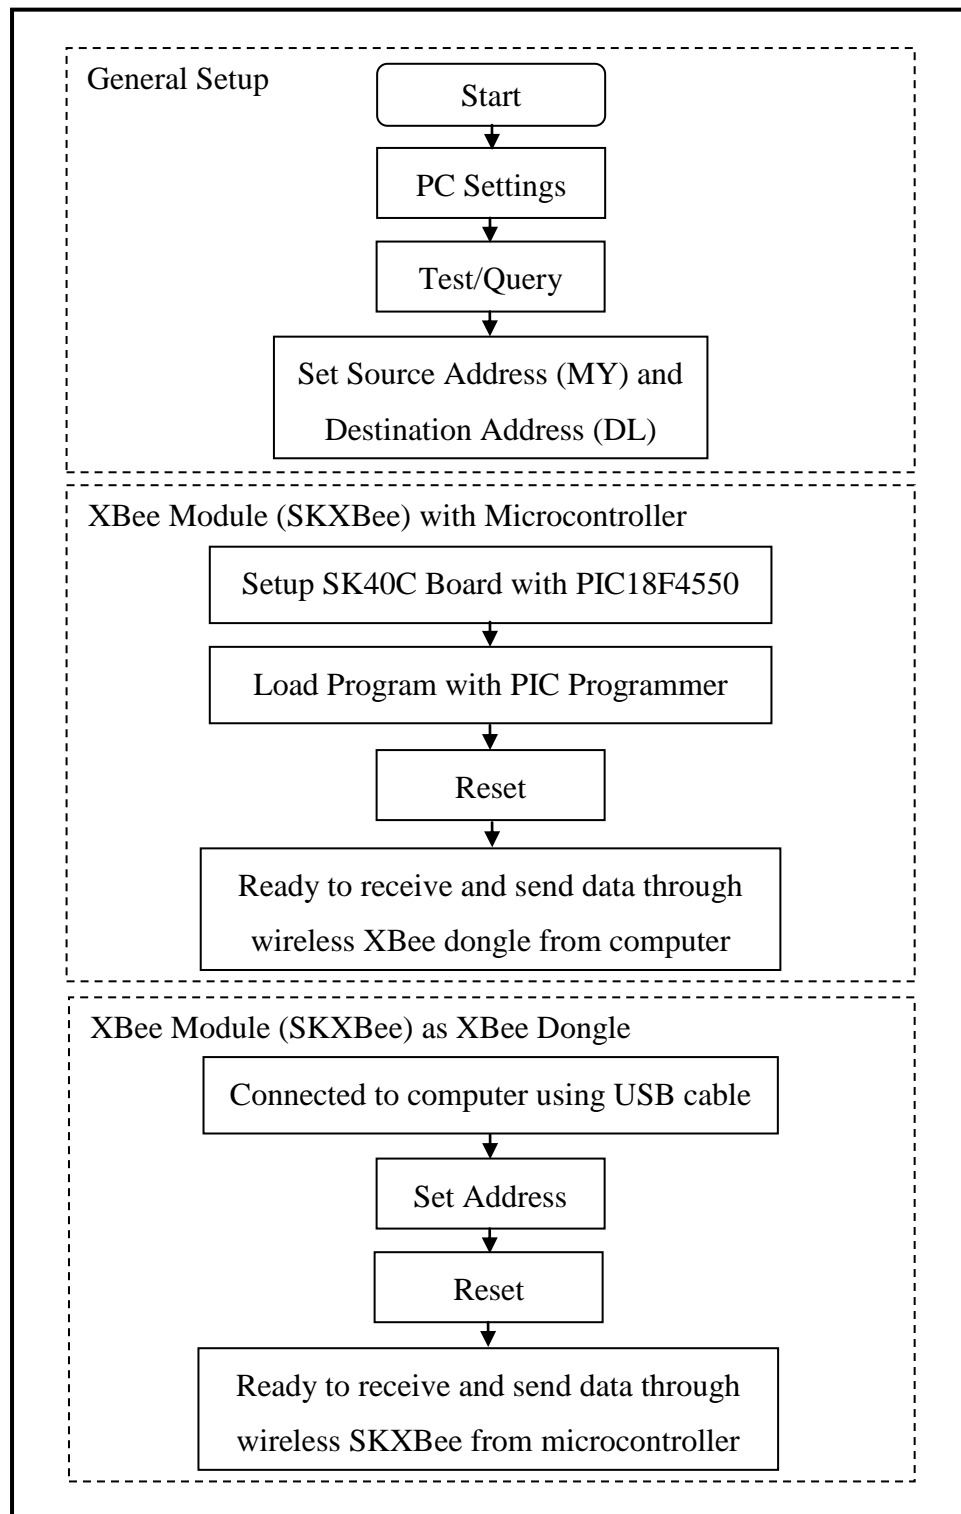 General Setup
Start
PC Settings
Test/Query
Set Source Address (MY) and
Destination Address (DL)
XBee Module (SKXBee) with Microcontroller
Setup SK40C Board with PIC18F4550
Load Program with PIC Programmer
Reset
Ready to receive and send data through
wireless XBee dongle from computer
XBee Module (SKXBee) as XBee Dongle
Connected to computer using USB cable
Set Address
Reset
Ready to receive and send data through
wireless SKXBee from microcontroller